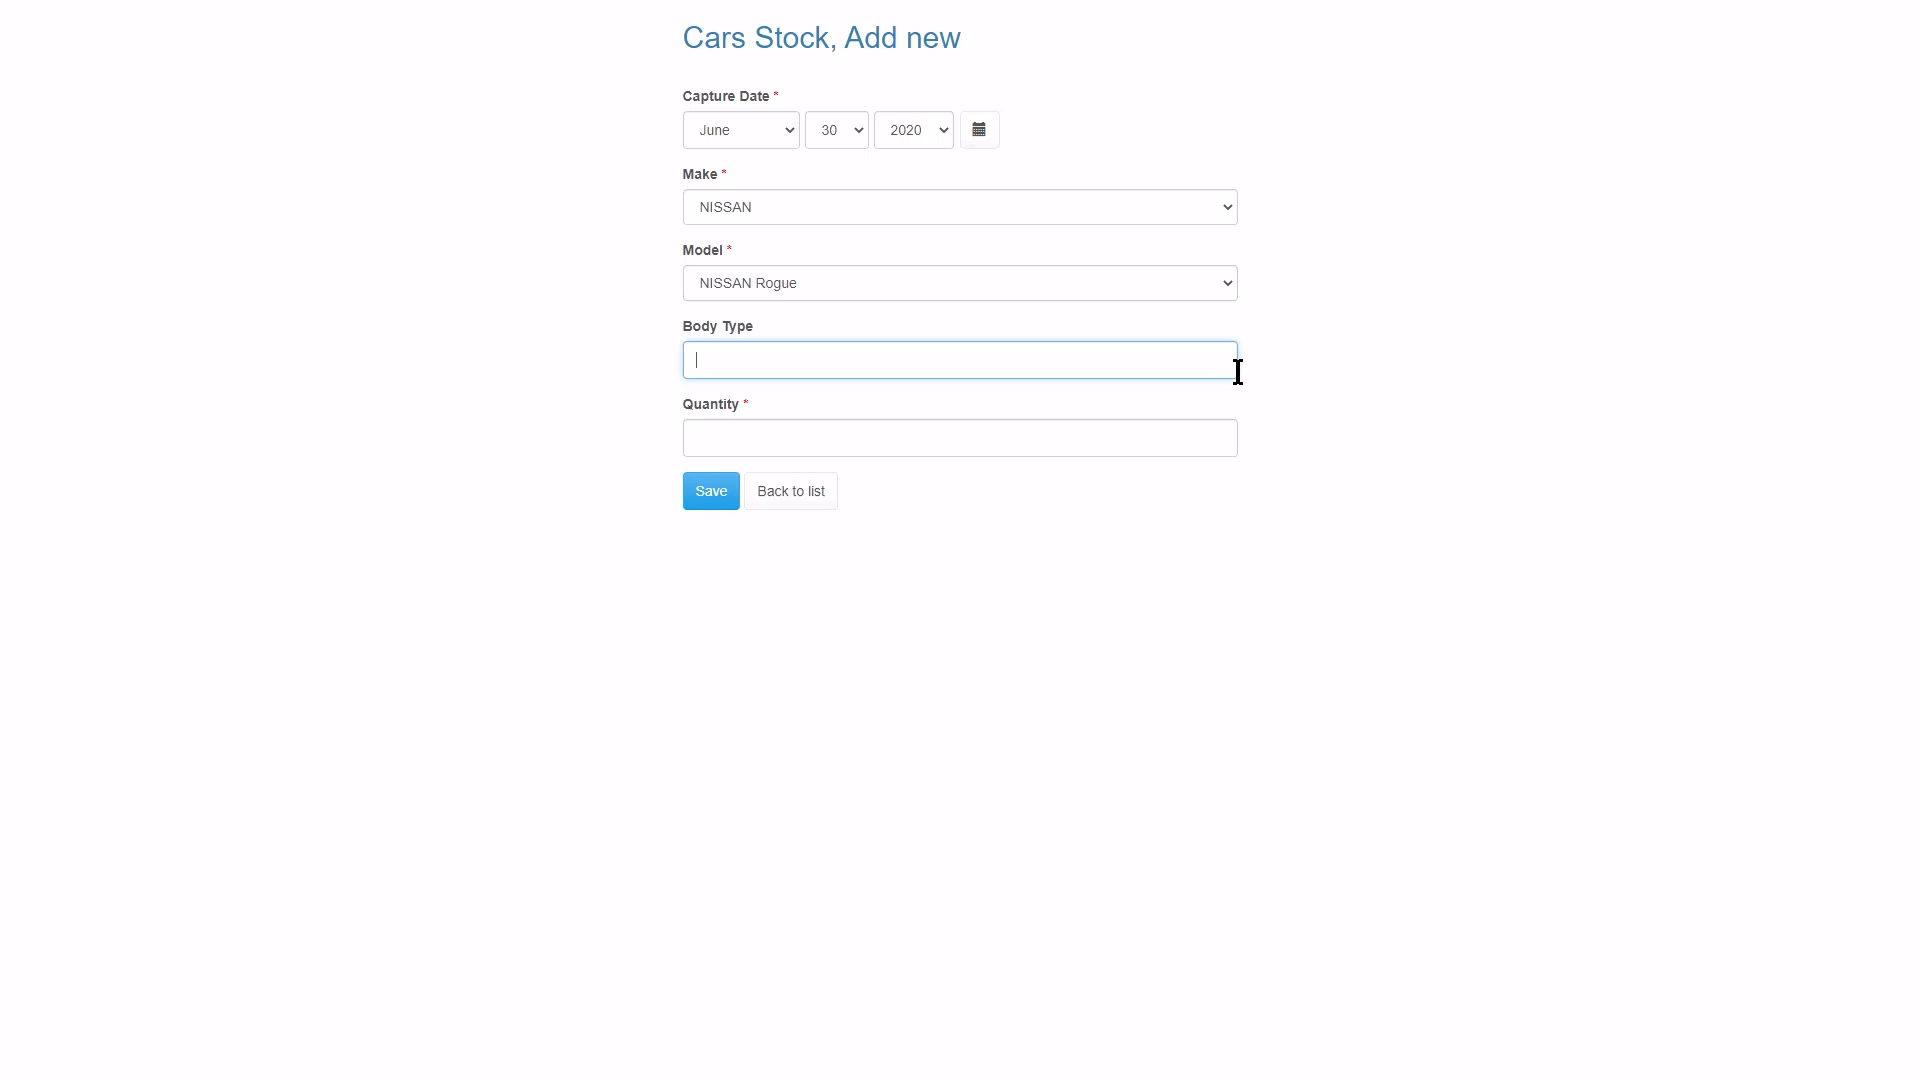 Cars Stock, Add new
Capture Date *
June 30 2020
Make *
NISSAN
Model *
NISSAN Rogue
Body Type
Quantity *
Save Back to list